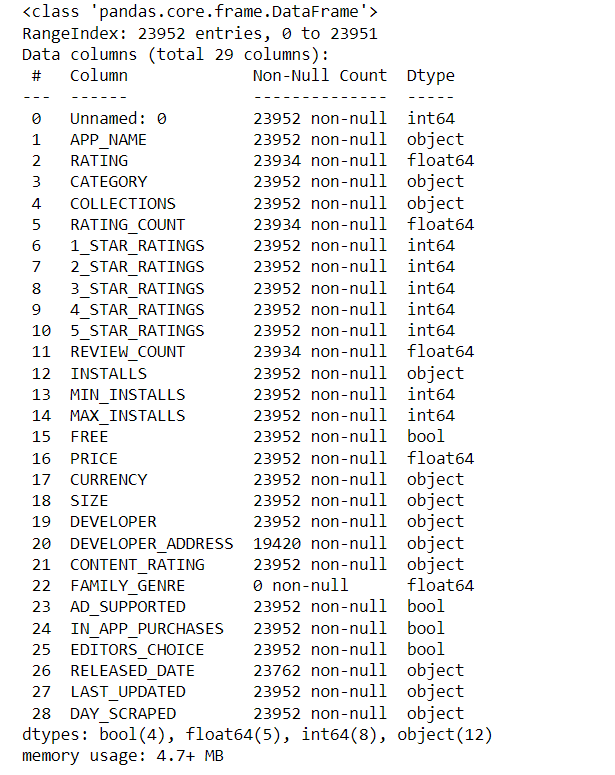 <class 'pandas.core.frame.DataFrame'>
RangeIndex: 23952 entries, 0 to 23951
Data columns (total 29 columns):
 #   Column             Non-Null Count  Dtype
---  ------             --------------  -----
 0   Unnamed: 0         23952 non-null  int64
 1   APP_NAME           23952 non-null  object
 2   RATING             23934 non-null  float64
 3   CATEGORY           23952 non-null  object
 4   COLLECTIONS        23952 non-null  object
 5   RATING_COUNT       23934 non-null  float64
 6   1_STAR_RATINGS     23952 non-null  int64
 7   2_STAR_RATINGS     23952 non-null  int64
 8   3_STAR_RATINGS     23952 non-null  int64
 9   4_STAR_RATINGS     23952 non-null  int64
 10  5_STAR_RATINGS     23952 non-null  int64
 11  REVIEW_COUNT       23934 non-null  float64
 12  INSTALLS           23952 non-null  object
 13  MIN_INSTALLS       23952 non-null  int64
 14  MAX_INSTALLS       23952 non-null  int64
 15  FREE               23952 non-null  bool
 16  PRICE              23952 non-null  float64
 17  CURRENCY           23952 non-null  object
 18  SIZE               23952 non-null  object
 19  DEVELOPER          23952 non-null  object
 20  DEVELOPER_ADDRESS  19420 non-null  object
 21  CONTENT_RATING     23952 non-null  object
 22  FAMILY_GENRE       0 non-null      float64
 23  AD_SUPPORTED       23952 non-null  bool
 24  IN_APP_PURCHASES   23952 non-null  bool
 25  EDITORS_CHOICE     23952 non-null  bool
 26  RELEASED_DATE      23762 non-null  object
 27  LAST_UPDATED       23952 non-null  object
 28  DAY_SCRAPED        23952 non-null  object
dtypes: bool(4), float64(5), int64(8), object(12)
memory usage: 4.7+ MB